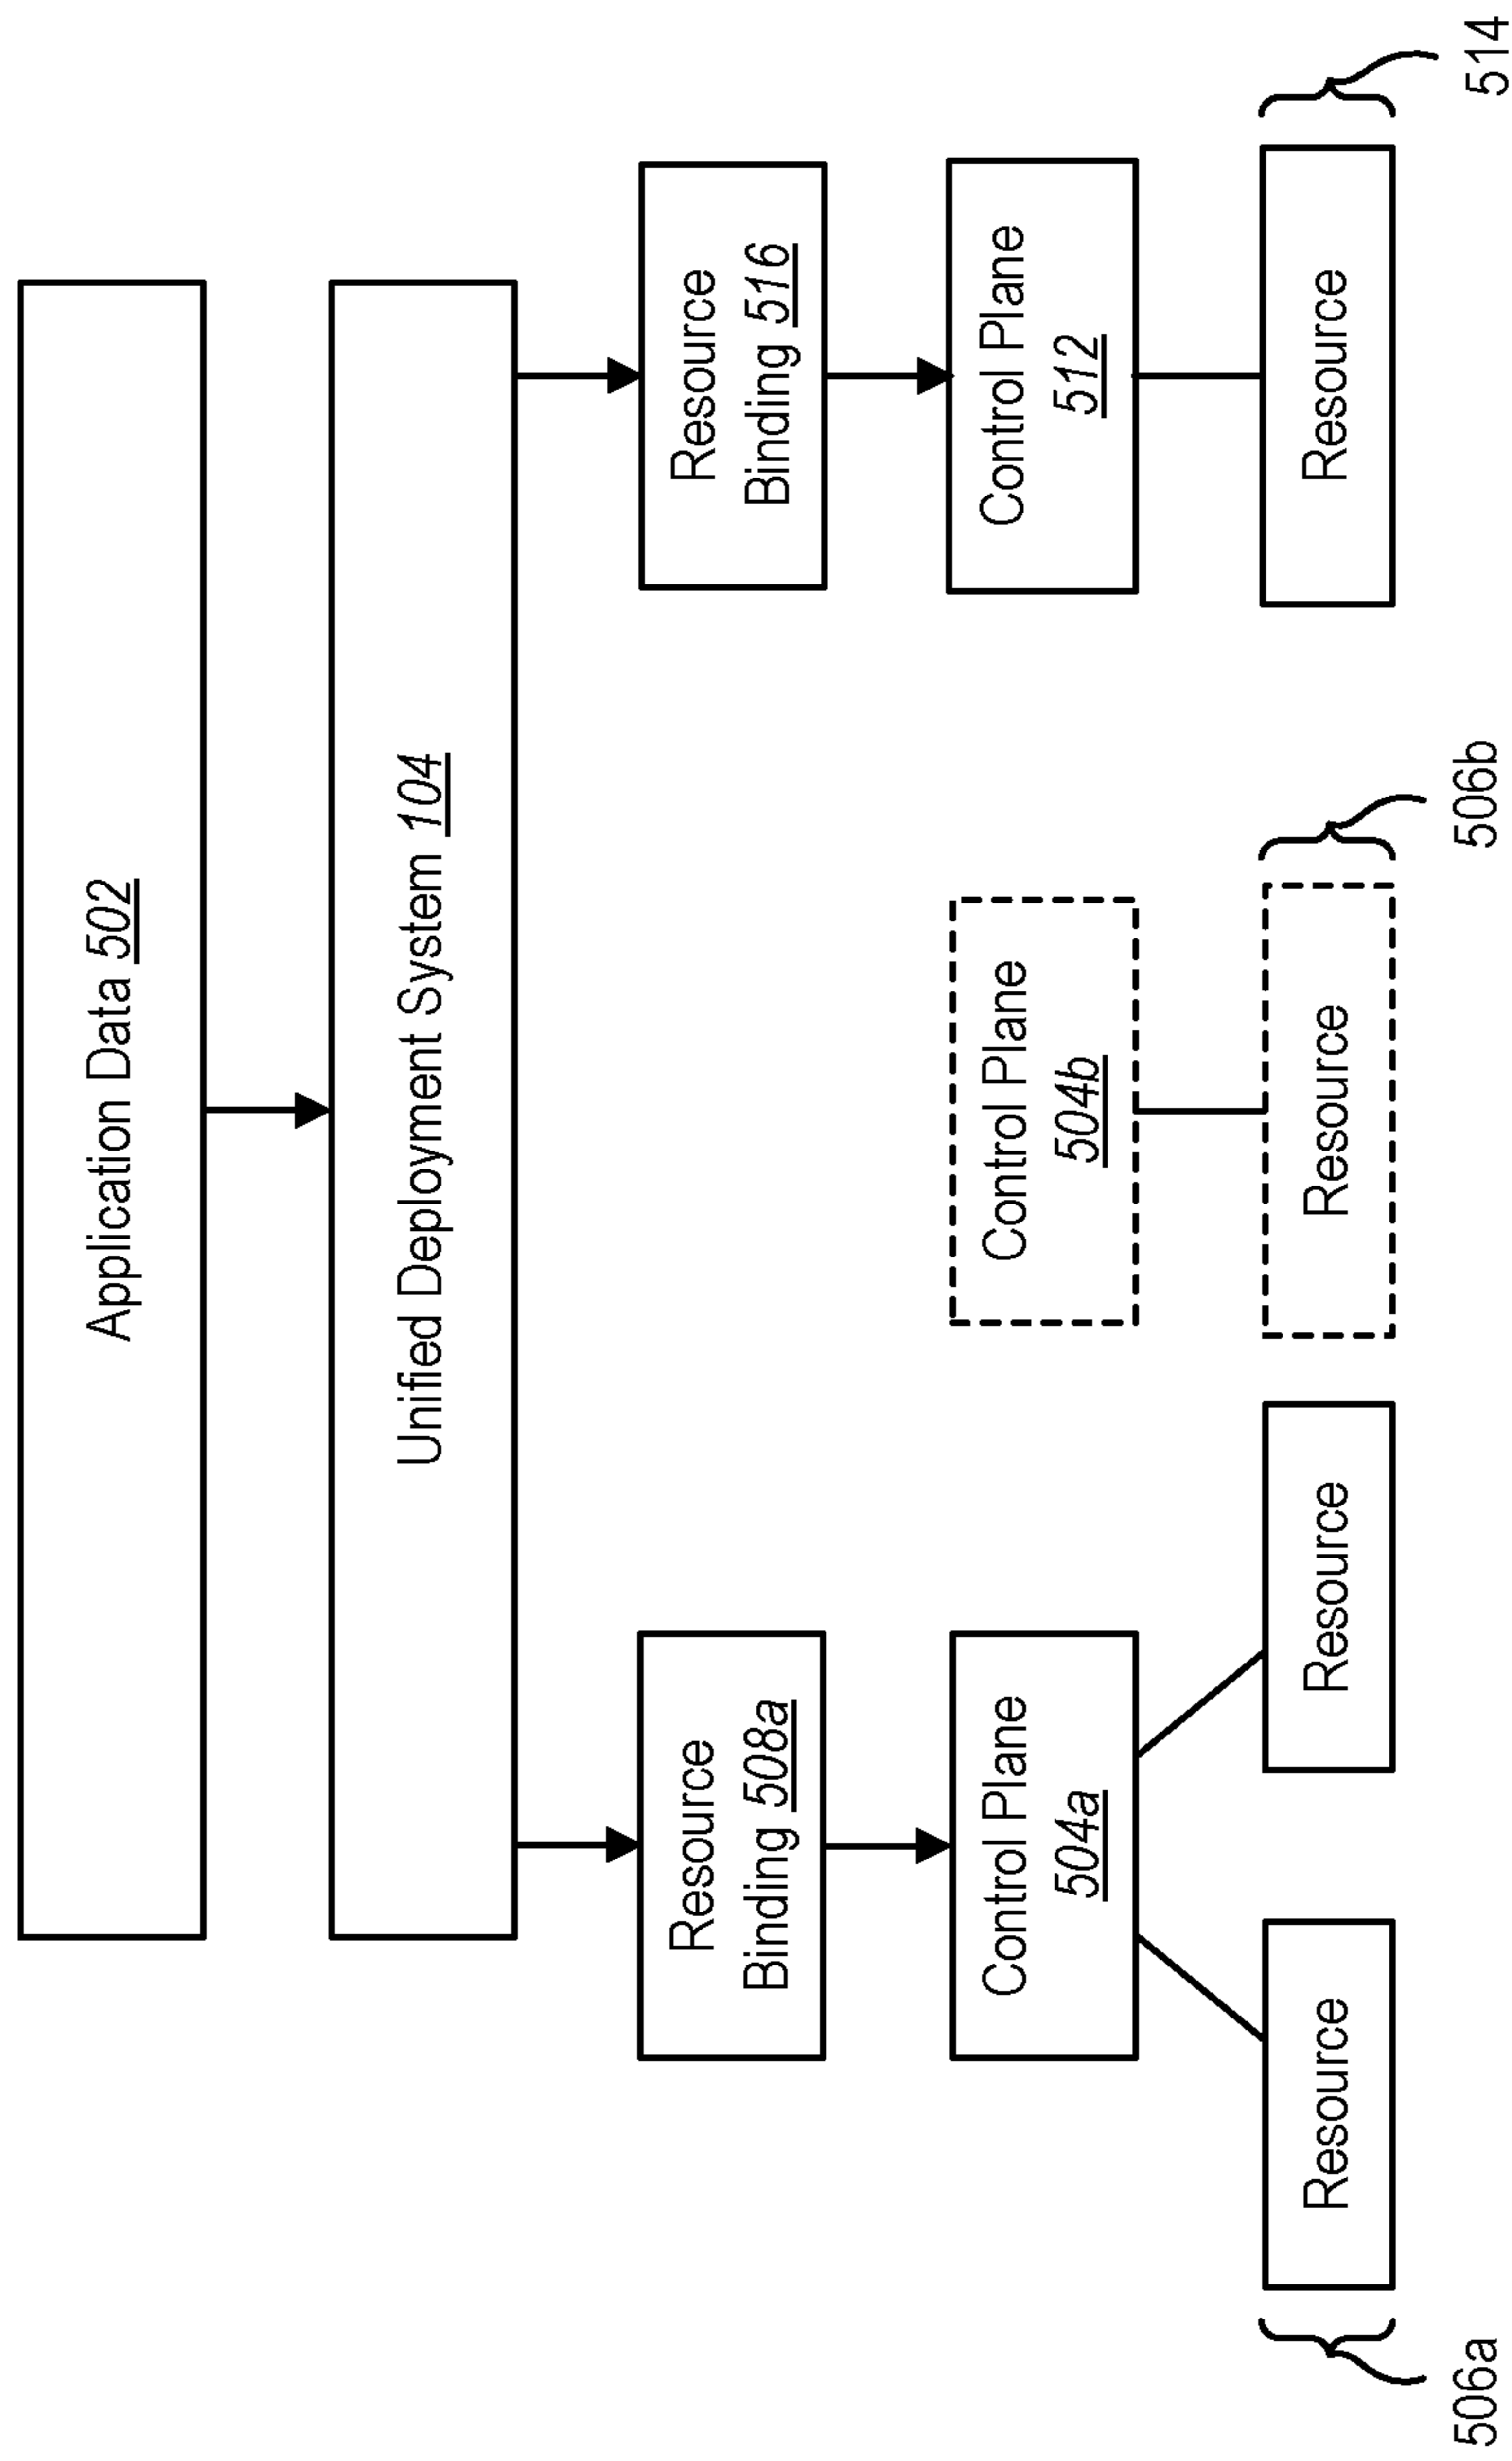 Application Data 502
Unified Deployment System 104
Resource
Binding 508a
Resource
Binding 516
Control Plane
504a
Control Plane
504b
Control Plane
512
Resource
Resource
Resource
Resource
506a
506b
514